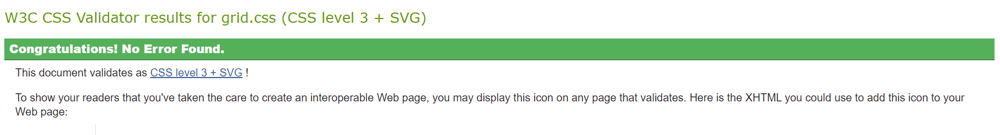 W3C CSS Validator results for grid.css (CSS level 3 + SVG)
Congratulations! No Error Found.
This document validates as CSS level 3 + SVG !
To show your readers that you've taken the care to create an interoperable Web page, you may display this icon on any page that validates. Here is the XHTML you could use to add this icon to your
Web page: